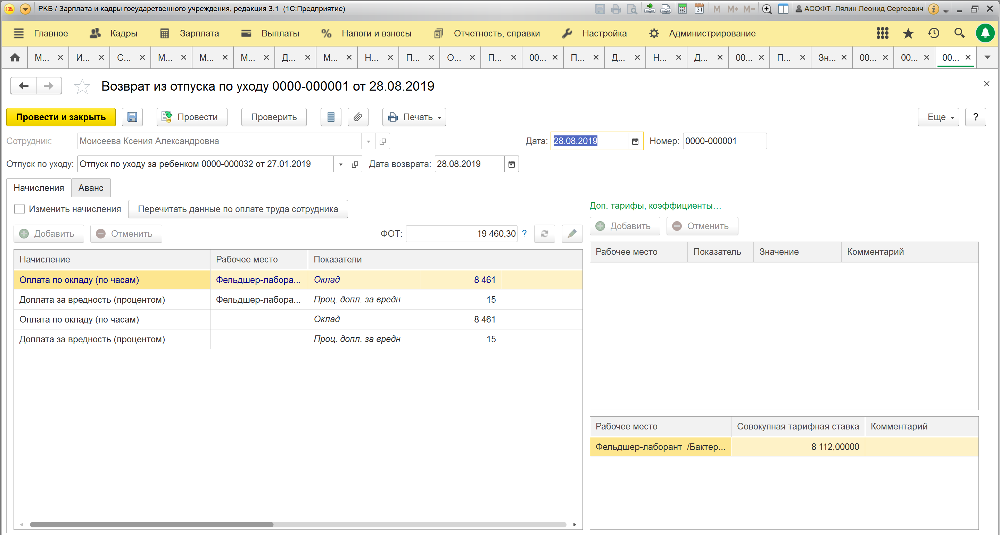 РКБ / Зарплата и кадры государственного учреждения, редакция 3.1 (1С:Предприятие)
31 M M+ M- АСОФТ. Лялин Леонид Сергеевич
Главное Кадры Зарплата Выплаты % Налоги и взносы Отчетность, справки Настройка Администрирование
М... И... С... М... М... М... Д... М... Н... П... О... П... 00... П... Д... Н... Д... 00... П... Зн... 00... 00... 00...
Возврат из отпуска по уходу 0000-000001 от 28.08.2019
Провести и закрыть Провести Проверить Печать Еще ?
Сотрудник: Моисеева Ксения Александровна Дата: 28.08.2019 Номер: 0000-000001
Отпуск по уходу: Отпуск по уходу за ребенком 0000-000032 от 27.01.2019 Дата возврата: 28.08.2019
Начисления Аванс
Изменить начисления Перечитать данные по оплате труда сотрудника
Добавить Отменить ФОТ: 19 460,30 ?
Начисление Рабочее место Показатели
Оплата по окладу (по часам) Фельдшер-лабора... Оклад 8 461
Доплата за вредность (процентом) Фельдшер-лабора... Проц. допл. за вредн 15
Оплата по окладу (по часам) Оклад 8 461
Доплата за вредность (процентом) Проц. допл. за вредн 15
Доп. тарифы, коэффициенты...
Добавить Отменить
Рабочее место Показатель Значение Комментарий
Рабочее место Совокупная тарифная ставка Комментарий
Фельдшер-лаборант /Бактер... 8 112,00000